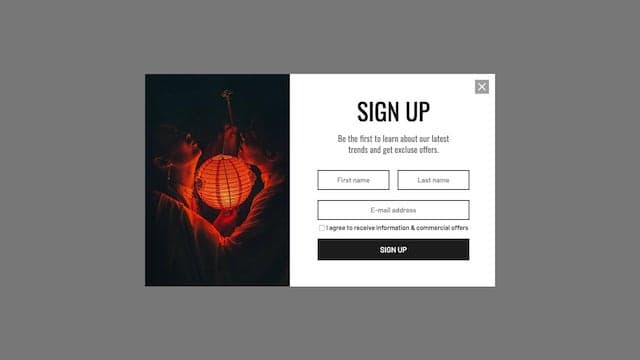 SIGN UP
Be the first to learn about our latest
trends and get excluse offers.
First name
Last name
E-mail address
I agree to receive information & commercial offers
SIGN UP